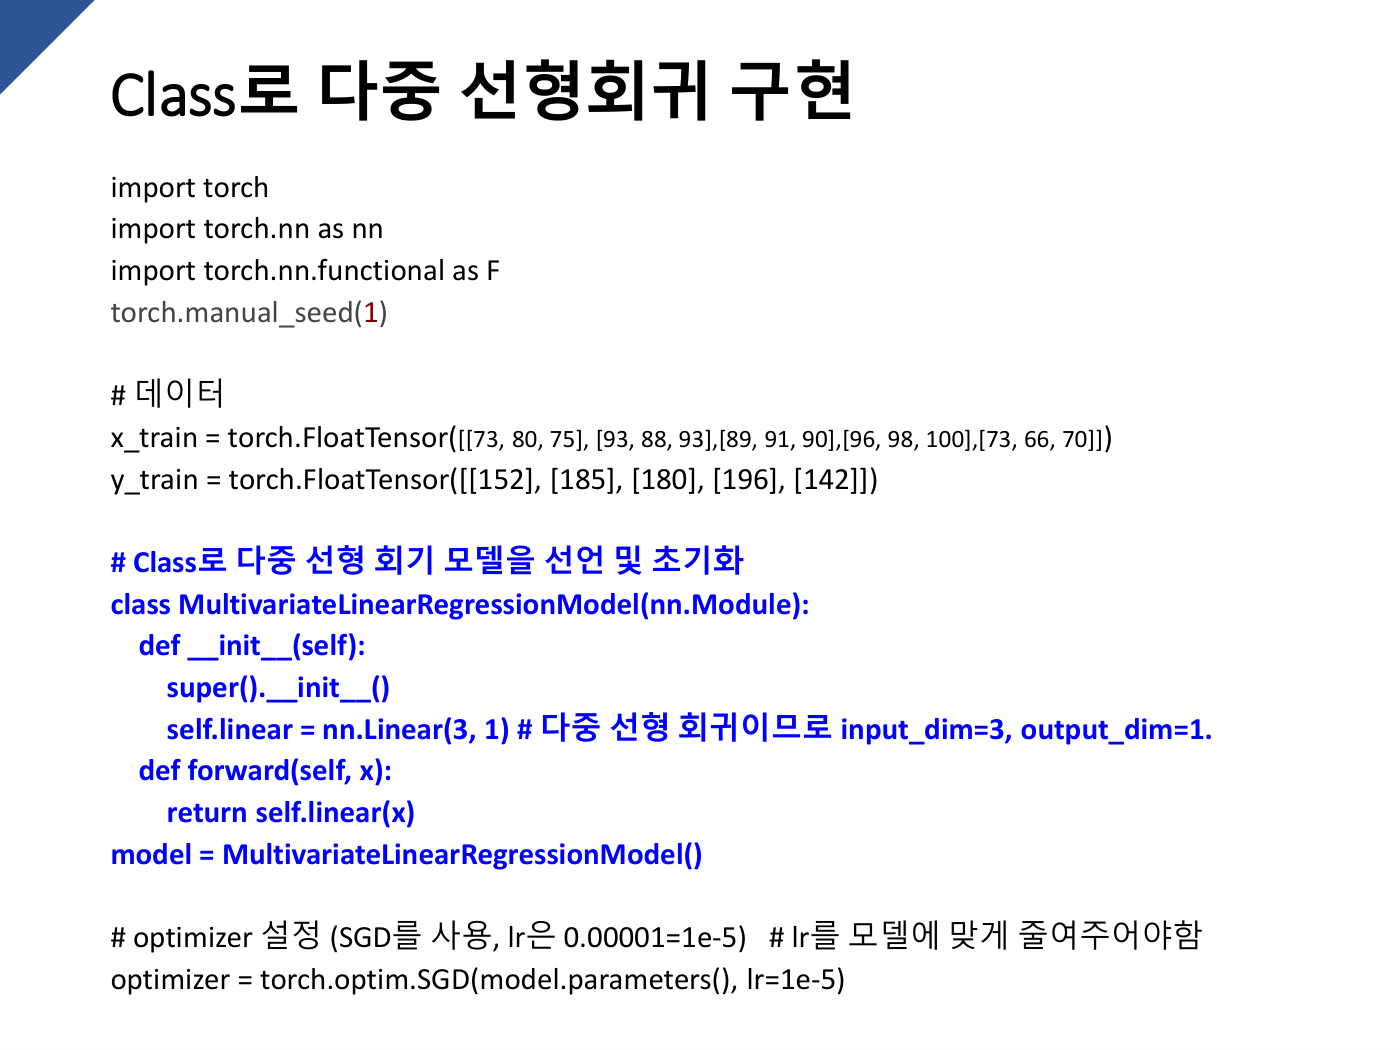 Class로 다중 선형회귀 구현
import torch
import torch.nn as nn
import torch.nn.functional as F
torch.manual_seed(1)
# 데이터
x_train = torch.FloatTensor([[73, 80, 75], [93, 88, 93],[89, 91, 90],[96, 98, 100],[73, 66, 70]])
y_train = torch.FloatTensor([[152], [185], [180], [196], [142]])
# Class로 다중 선형 회기 모델을 선언 및 초기화
class MultivariateLinearRegressionModel(nn.Module):
def __init__(self):
super().__init__()
self.linear = nn.Linear(3, 1) # 다중 선형 회귀이므로 input_dim=3, output_dim=1.
def forward(self, x):
return self.linear(x)
model = MultivariateLinearRegressionModel()
# optimizer 설정 (SGD를 사용, lr은 0.00001=1e-5) # lr를 모델에 맞게 줄여주어야함
optimizer = torch.optim.SGD(model.parameters(), lr=1e-5)